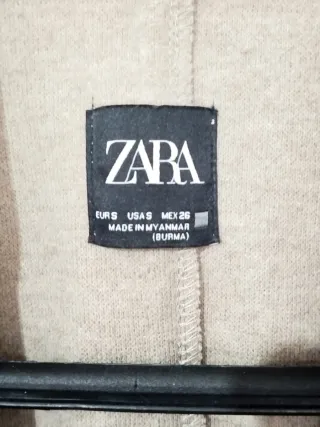 ZARA
EUR S USA S MEX 26
MADE IN MYANMAR
(BURMA)